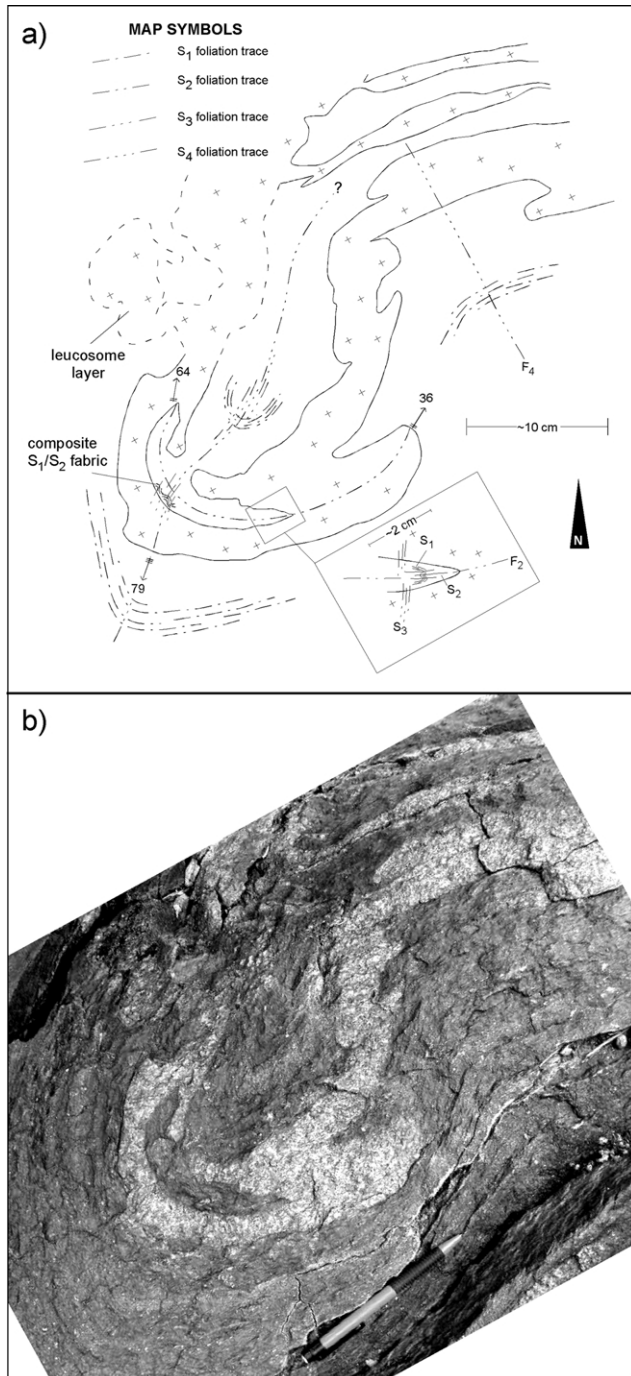 a)
MAP SYMBOLS
S1 foliation trace
S2 foliation trace
S3 foliation trace
S4 foliation trace
?
leucosome
layer
64
36
F4
~10 cm
composite
S1/S2 fabric
N
79
~2 cm
S1
F2
S2
S3
b)